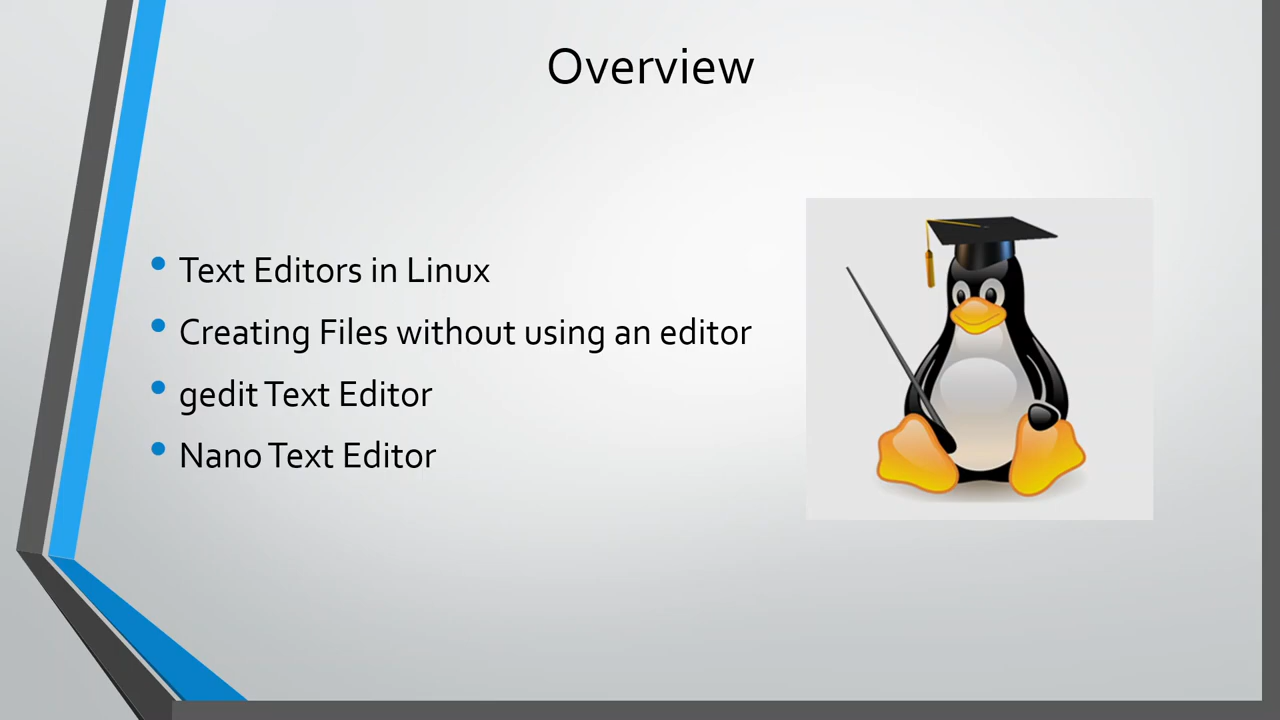 Overview
Text Editors in Linux
Creating Files without using an editor
gedit Text Editor
Nano Text Editor